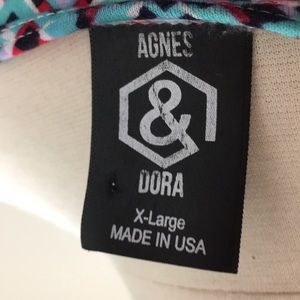 AGNES
&
DORA
X-Large
MADE IN USA